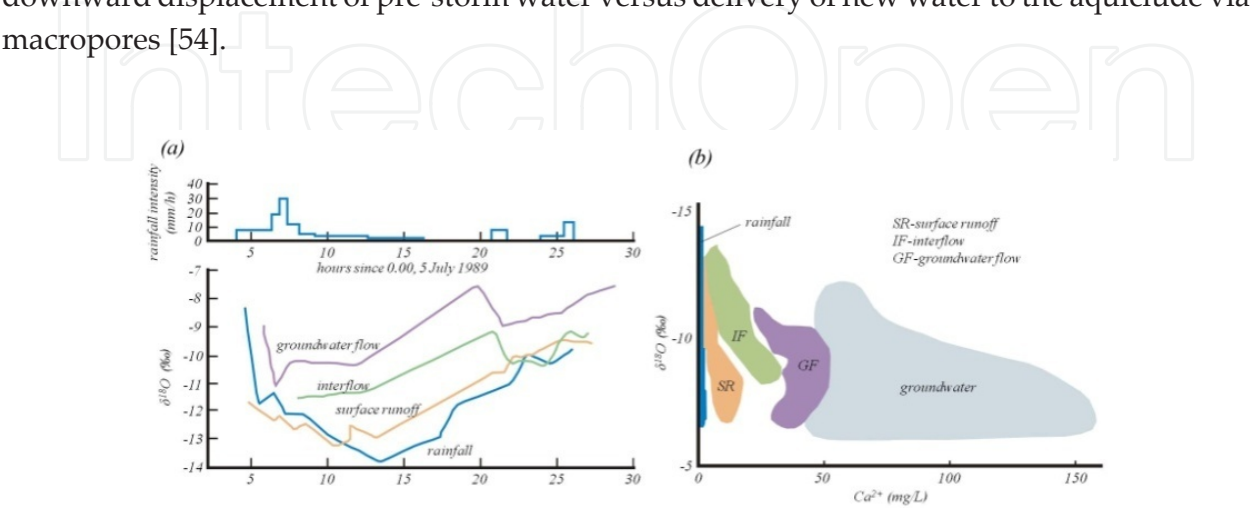 downward displacement of pre-storm water versus delivery of new water to the aquiclude via
macropores [54].
IntechOpen
(a)
rainfall intensity
(mm/h)
40
30
20
10
0
5
10
15
20
25
30
hours since 0.00, 5 July 1989
δ¹⁸O (‰)
-7
-8
-9
-10
-11
-12
-13
-14
groundwater flow
interflow
surface runoff
rainfall
5
10
15
20
25
30
(b)
δ¹⁸O (‰)
-15
-10
-5
rainfall
SR-surface runoff
IF-interflow
GF-groundwater flow
IF
SR
GF
groundwater
0
50
100
150
Ca²⁺ (mg/L)